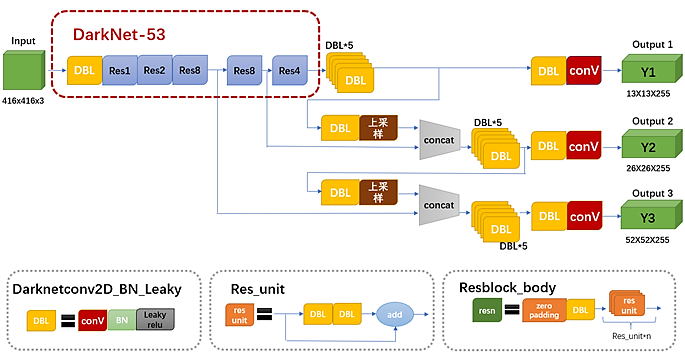 DarkNet-53
Input
DBL
Res1
Res2
Res8
Res8
Res4
416x416x3
DBL*5
DBL
conV
Output 1
Y1
13X13X255
DBL
上采
样
concat
DBL*5
DBL
DBL
conV
Output 2
Y2
26X26X255
DBL
上采
样
concat
DBL
DBL*5
DBL
conV
Output 3
Y3
52X52X255
Darknetconv2D_BN_Leaky
DBL
=
conV
BN
Leaky
relu
Res_unit
res
unit
=
DBL
DBL
add
Resblock_body
resn
=
zero
padding
DBL
res
unit
Res_unit*n